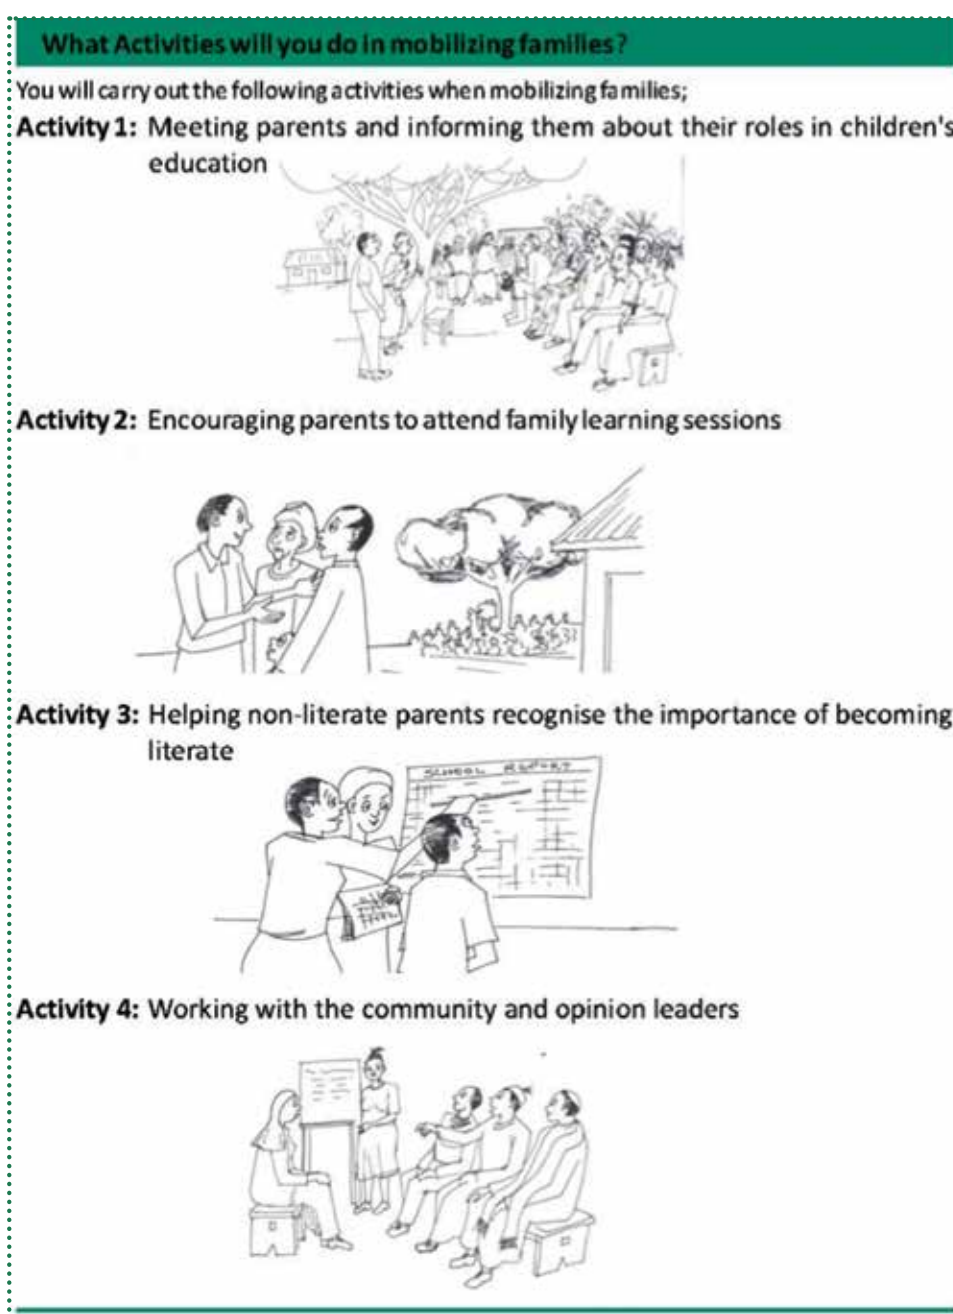 What Activities will you do in mobilizing families?
You will carry out the following activities when mobilizing families;
Activity 1: Meeting parents and informing them about their roles in children's
education
Activity 2: Encouraging parents to attend family learning sessions
Activity 3: Helping non-literate parents recognise the importance of becoming
literate
SCHOOL REPORT
Activity 4: Working with the community and opinion leaders